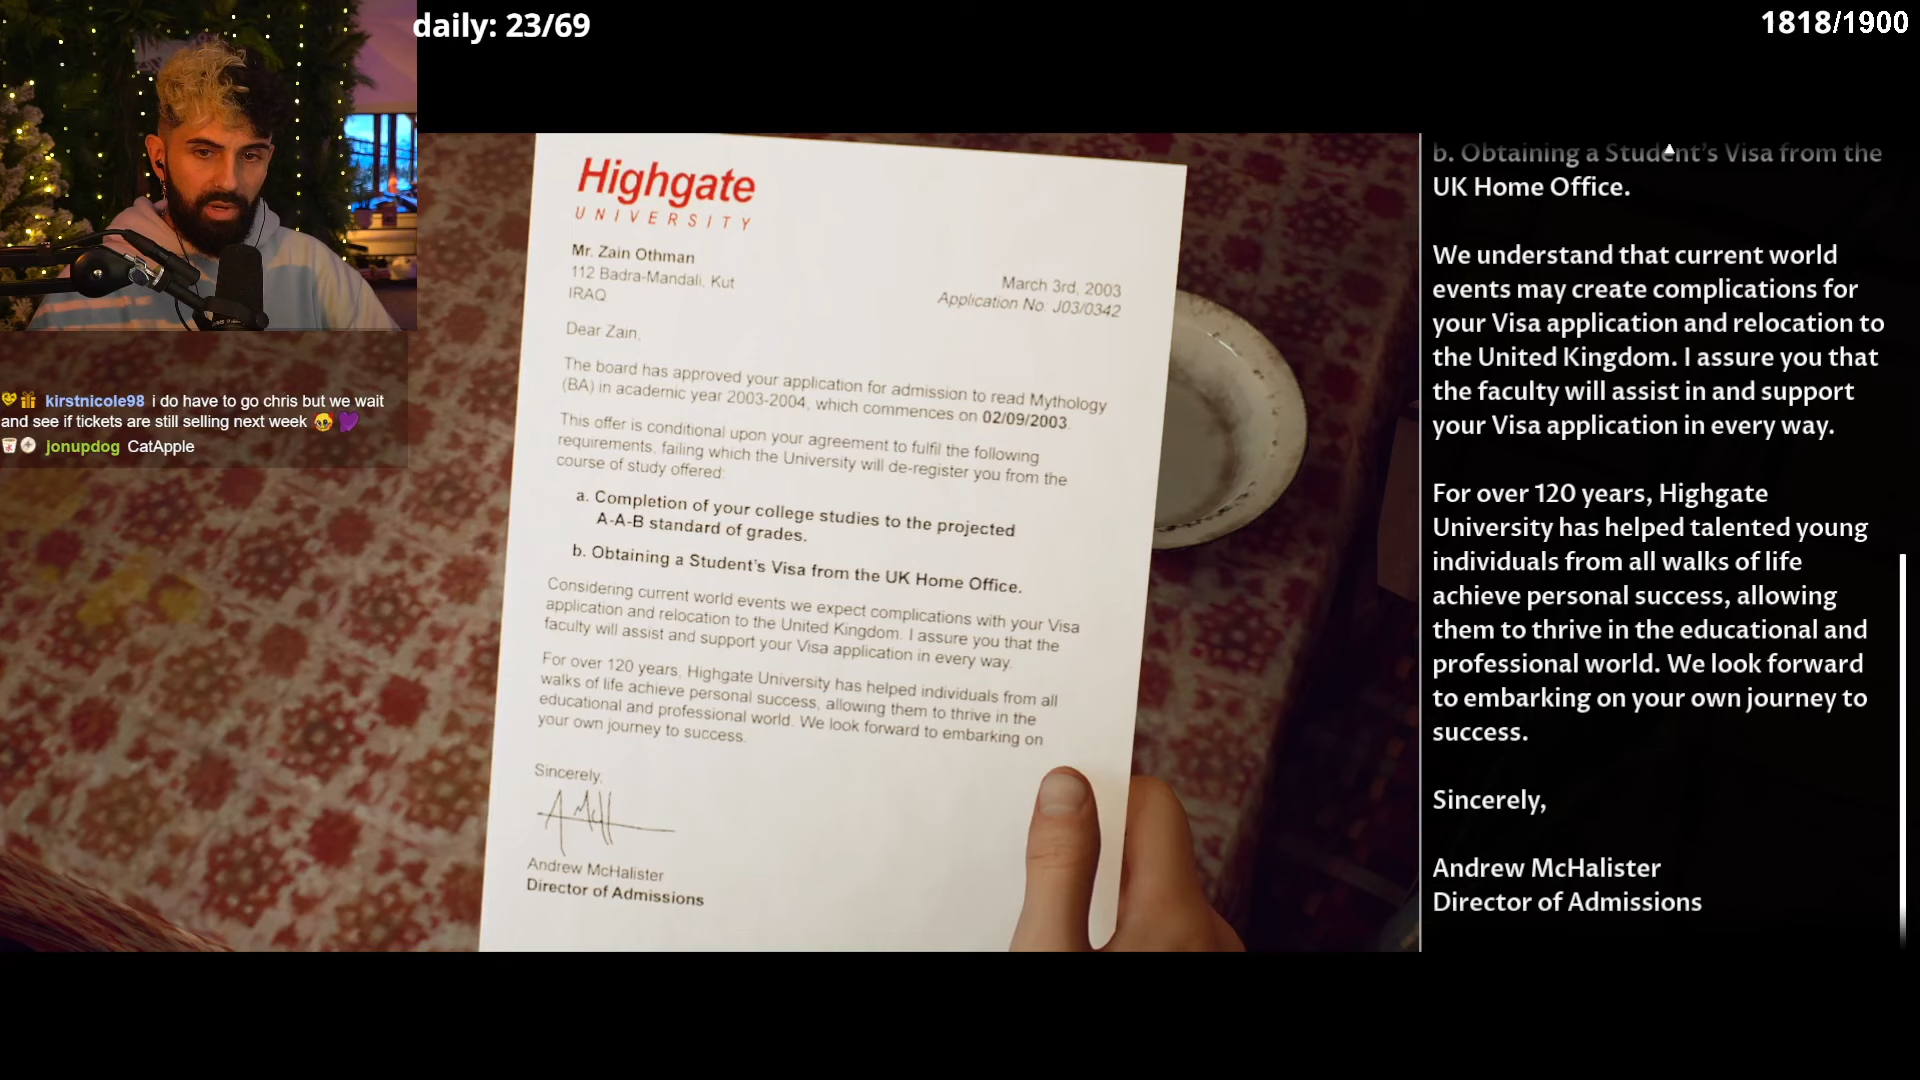 daily: 23/69
1818/1900
kirstnicole98 i do have to go chris but we wait
and see if tickets are still selling next week
jonupdog CatApple
Highgate
UNIVERSITY
Mr. Zain Othman
112 Badra-Mandali, Kut
IRAQ
March 3rd, 2003
Application No: J03/0342
Dear Zain,
The board has approved your application for admission to read Mythology
(BA) in academic year 2003-2004, which commences on 02/09/2003.
This offer is conditional upon your agreement to fulfil the following
requirements, failing which the University will de-register you from the
course of study offered:
a. Completion of your college studies to the projected
A-A-B standard of grades.
b. Obtaining a Student's Visa from the UK Home Office.
Considering current world events we expect complications with your Visa
application and relocation to the United Kingdom. I assure you that the
faculty will assist and support your Visa application in every way.
For over 120 years, Highgate University has helped individuals from all
walks of life achieve personal success, allowing them to thrive in the
educational and professional world. We look forward to embarking on
your own journey to success.
Sincerely,
Andrew McHalister
Director of Admissions
b. Obtaining a Student's Visa from the
UK Home Office.
We understand that current world
events may create complications for
your Visa application and relocation to
the United Kingdom. I assure you that
the faculty will assist in and support
your Visa application in every way.
For over 120 years, Highgate
University has helped talented young
individuals from all walks of life
achieve personal success, allowing
them to thrive in the educational and
professional world. We look forward
to embarking on your own journey to
success.
Sincerely,
Andrew McHalister
Director of Admissions